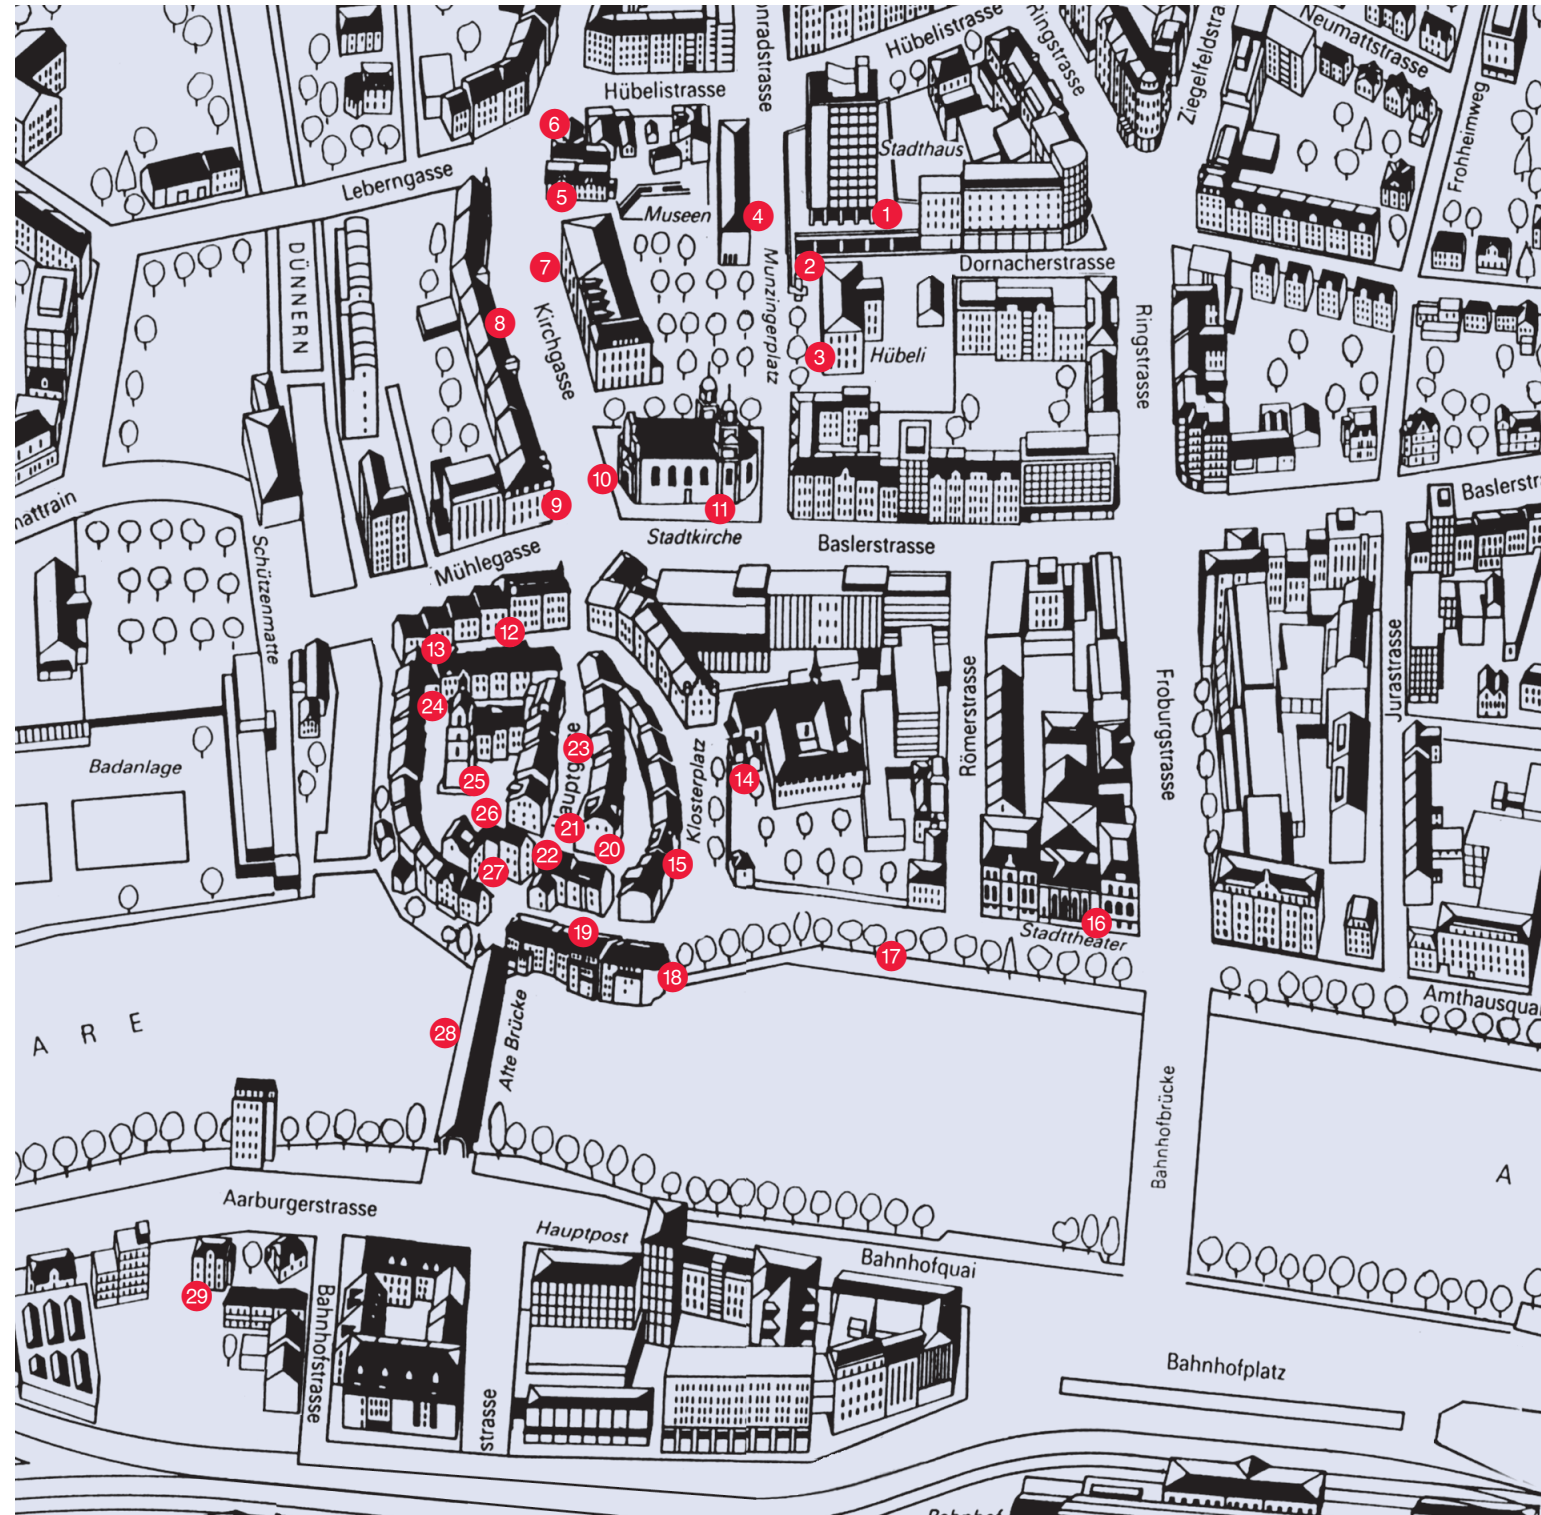 Hübelistrasse
Ringstrasse
Neumattstrasse
Hübelistrasse
6
Stadthaus
Frohheimweg
Leberngasse
5
Museen
4
1
DÜNNERN
7
Munzingerplatz
2
Dornacherstrasse
8
Kirchgasse
3
Hübeli
Ringstrasse
10
9
11
Stadtkirche
Baslerstrasse
Mühlegasse
Schützenmatte
12
13
24
Römerstrasse
Froburgstrasse
Jurastrasse
Badanlage
23
Klosterplatz
14
25
26
21
22
20
15
27
19
16
Stadttheater
17
18
Amthausquai
A R E
28
Alte Brücke
Bahnhofbrücke
A
Aarburgerstrasse
Hauptpost
Bahnhofquai
29
Bahnhofstrasse
Bahnhofplatz
strasse